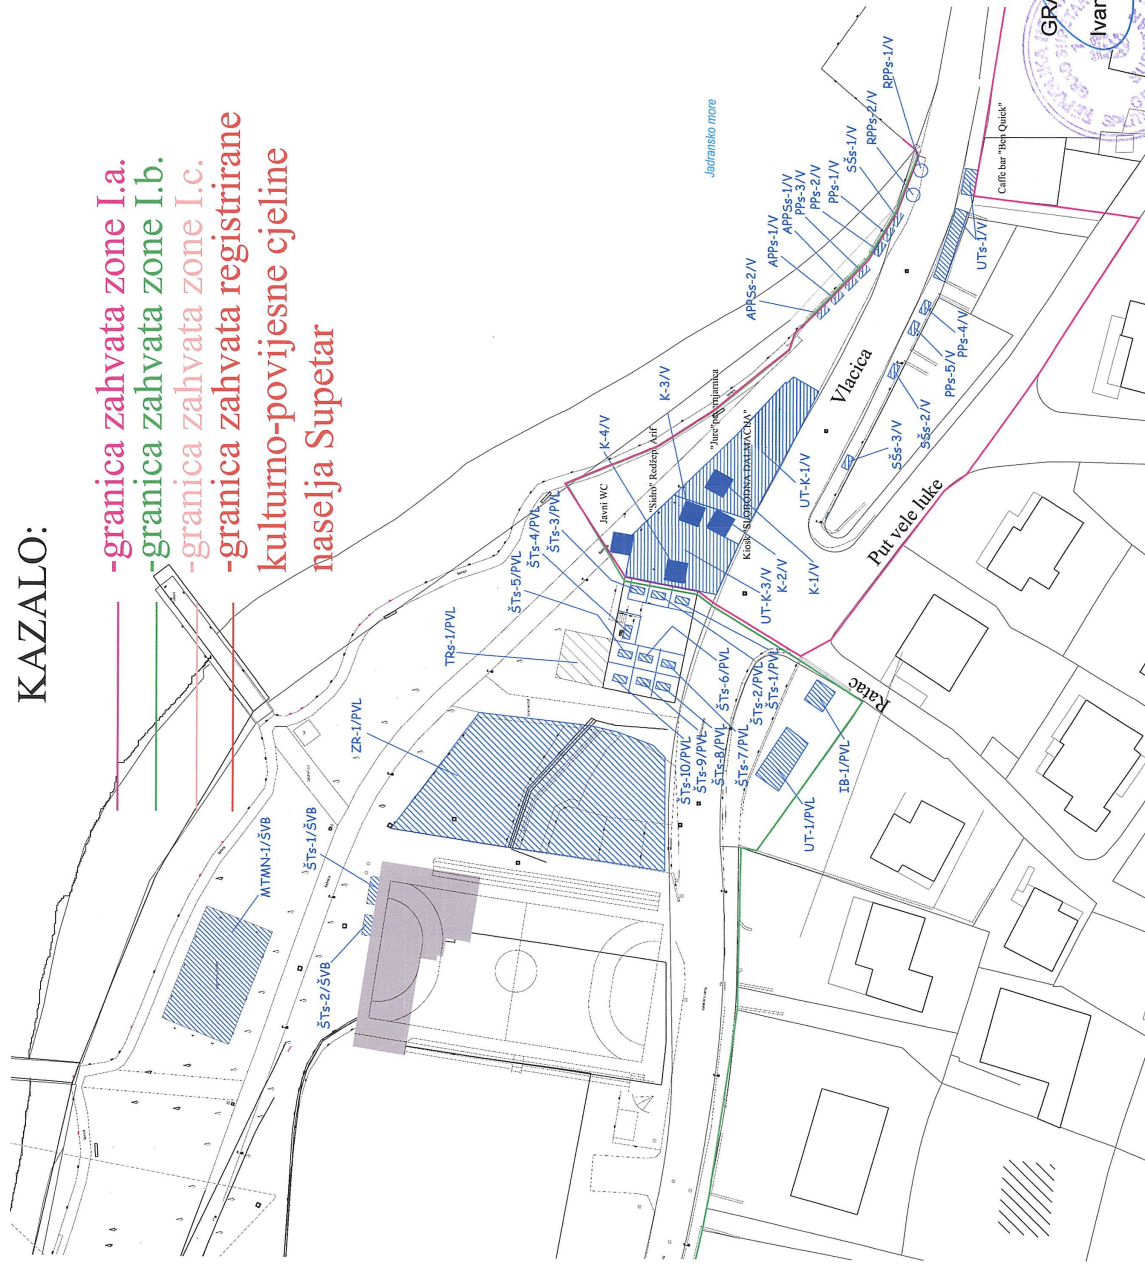 KAZALO:
-granica zahvata zone I.a.
-granica zahvata zone I.b.
-granica zahvata zone I.c.
-granica zahvata registrirane
kulturno-povijesne cjeline
naselja Supetar
MTMN-1/ŠVB
ŠTs-1/ŠVB
ŠTs-2/ŠVB
ZR-1/PVL
TRs-1/PVL
ŠTs-5/PVL
ŠTs-4/PVL
ŠTs-3/PVL
Javni WC
"Sidro" Redžepi Arif
K-4/V
K-3/V
Kiosk "SLOBODNA DALMACIJA"
UT-K-1/V
K-1/V
K-2/V
UT-K-3/V
ŠTs-6/PVL
ŠTs-2/PVL
ŠTs-1/PVL
ŠTs-10/PVL
ŠTs-9/PVL
ŠTs-8/PVL
ŠTs-7/PVL
UT-1/PVL
IB-1/PVL
Ratac
Put vele luke
Vlacica
Jadransko more
APPSs-2/V
APPs-1/V
APPSs-1/V
PPs-3/V
PPs-2/V
PPs-1/V
SŠs-1/V
RPPs-2/V
RPPs-1/V
SŠs-3/V
SŠs-2/V
PPs-5/V
PPs-4/V
UTs-1/V
Caffe bar "Ben Quick"
Ivan